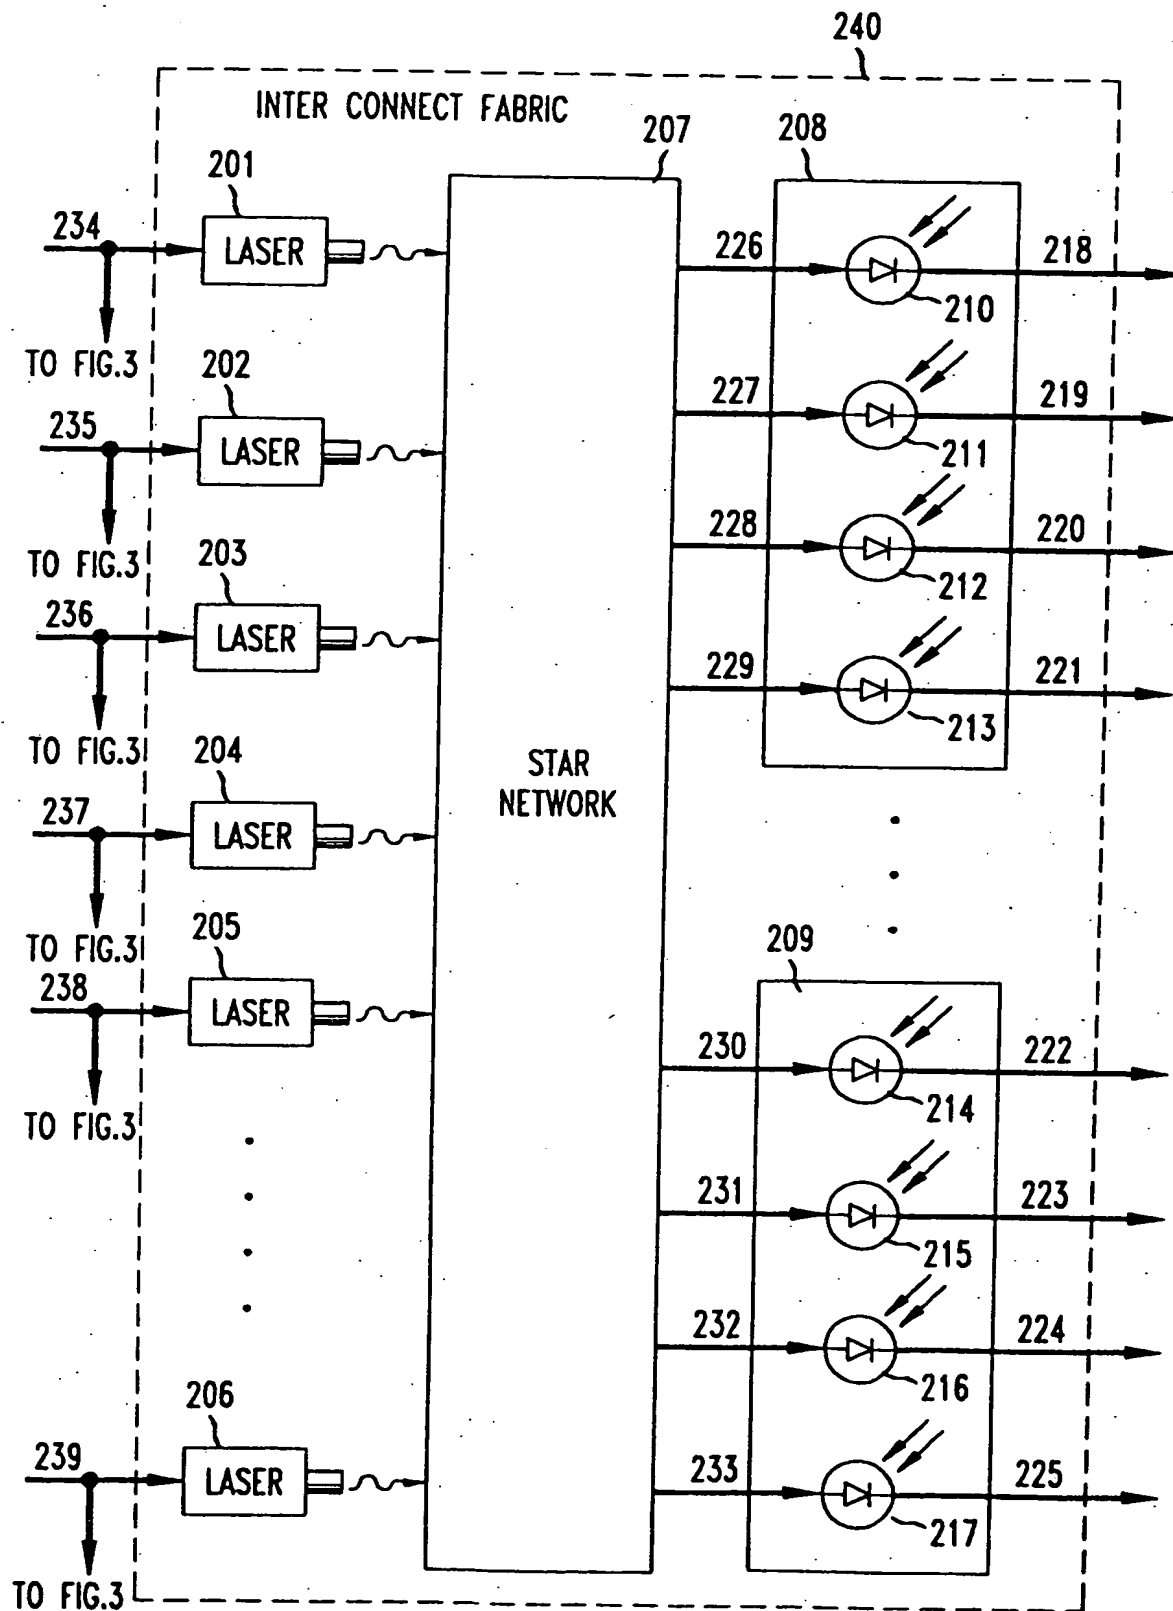 240
INTER CONNECT FABRIC
207
208
201
234
LASER
226
218
210
TO FIG.3
202
227
219
235
LASER
211
228
220
TO FIG.3
203
212
236
LASER
229
221
213
TO FIG.3
204
STAR
NETWORK
237
LASER
TO FIG.3
205
209
238
LASER
230
222
214
TO FIG.3
231
223
215
232
224
216
206
239
LASER
233
225
217
TO FIG.3